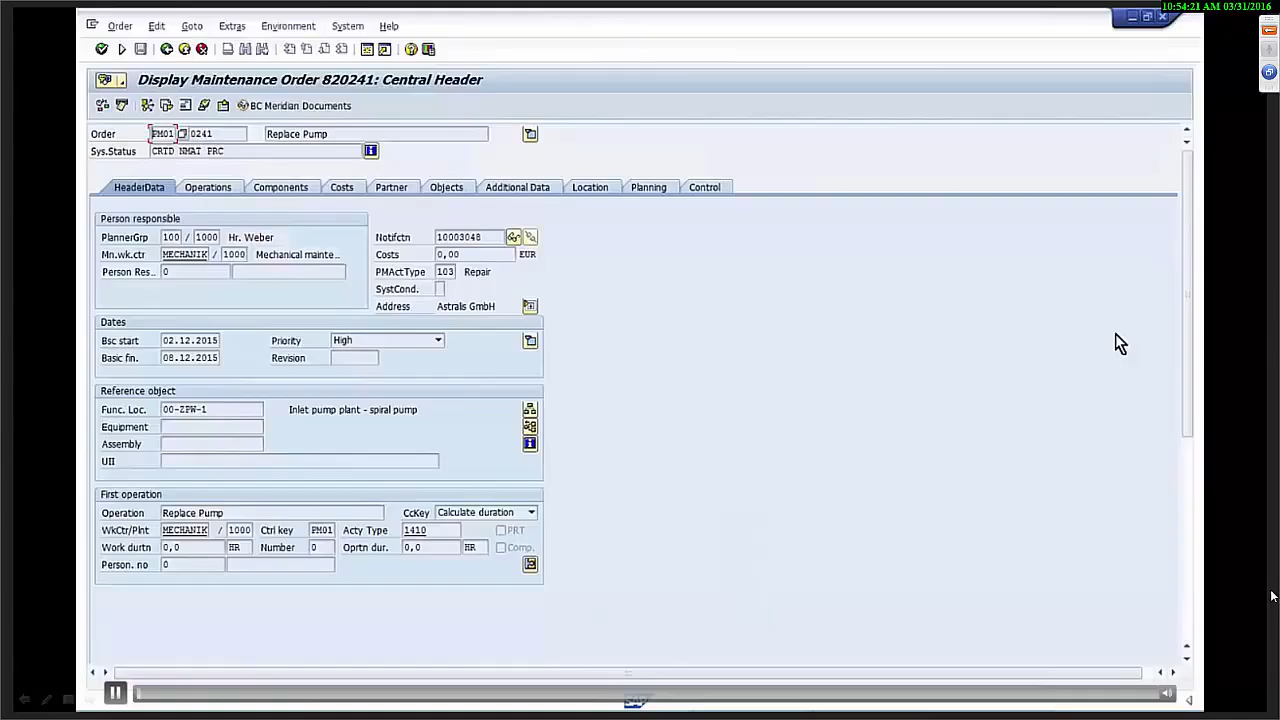 10:54:21 AM 03/31/2016
Order Edit Goto Extras Environment System Help
Display Maintenance Order 820241: Central Header
BC Meridian Documents
Order PM01 0241 Replace Pump
Sys.Status CRTD NMAT PRC
HeaderData Operations Components Costs Partner Objects Additional Data Location Planning Control
Person responsible
PlannerGrp 100 / 1000 Hr. Weber Notifctn 10003048
Mn.wk.ctr MECHANIK / 1000 Mechanical mainte... Costs 0,00 EUR
Person Res... 0 PMActType 103 Repair
SystCond.
Address Astrals GmbH
Dates
Bsc start 02.12.2015 Priority High
Basic fin. 08.12.2015 Revision
Reference object
Func. Loc. 00-ZPW-1 Inlet pump plant - spiral pump
Equipment
Assembly
UII
First operation
Operation Replace Pump CcKey Calculate duration
WkCtr/Plnt MECHANIK / 1000 Ctrl key PM01 Acty Type 1410 PRT
Work durtn 0,0 HR Number 0 Oprtn dur. 0,0 HR Comp.
Person. no 0
SAP